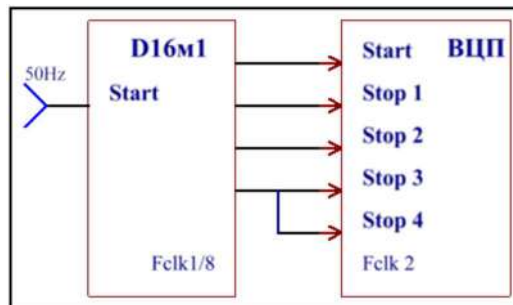 D16м1
50Hz
Start
Fclk1/8
Start ВЦП
Stop 1
Stop 2
Stop 3
Stop 4
Fclk 2